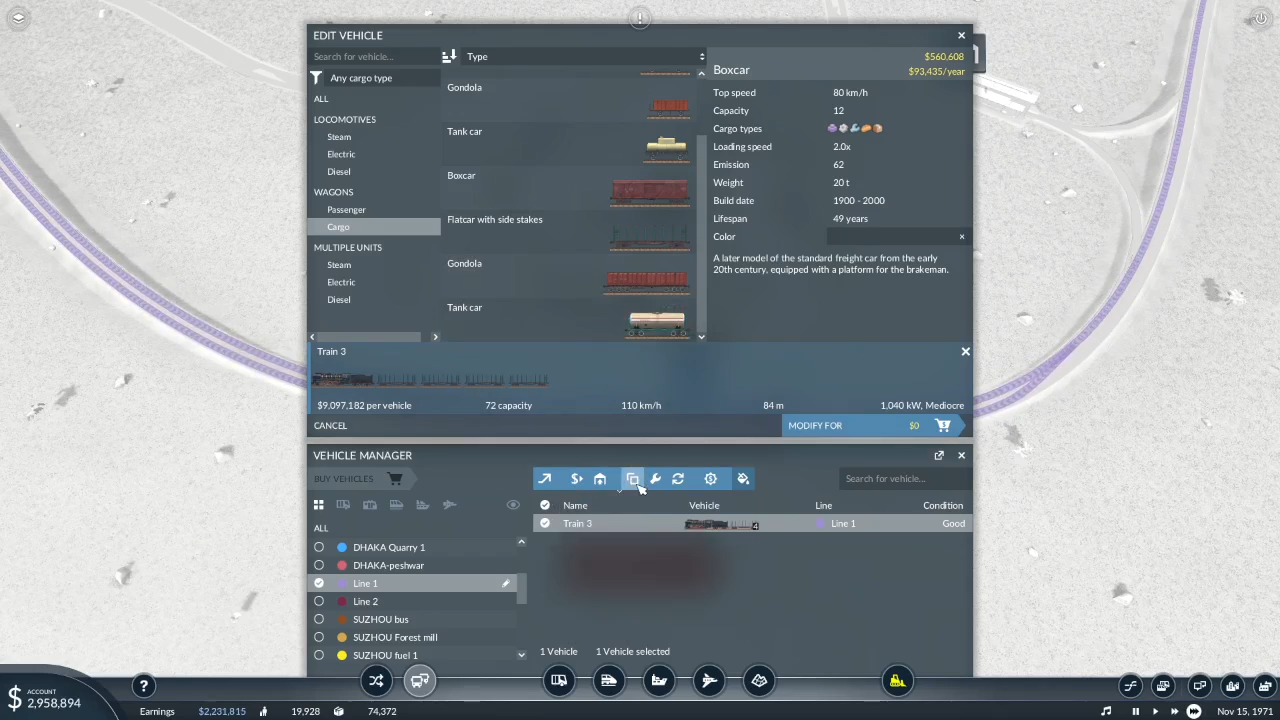 EDIT VEHICLE
Search for vehicle...
Type
Any cargo type
ALL
LOCOMOTIVES
Steam
Electric
Diesel
WAGONS
Passenger
Cargo
MULTIPLE UNITS
Steam
Electric
Diesel
Gondola
Tank car
Boxcar
Flatcar with side stakes
Gondola
Tank car
$560,608
Boxcar
$93,435/year
Top speed 80 km/h
Capacity 12
Cargo types
Loading speed 2.0x
Emission 62
Weight 20 t
Build date 1900 - 2000
Lifespan 49 years
Color
A later model of the standard freight car from the early
20th century, equipped with a platform for the brakeman.
Train 3
$9,097,182 per vehicle 72 capacity 110 km/h 84 m 1,040 kW, Mediocre
CANCEL
MODIFY FOR $0
VEHICLE MANAGER
BUY VEHICLES
Search for vehicle...
ALL
DHAKA Quarry 1
DHAKA-peshwar
Line 1
Line 2
SUZHOU bus
SUZHOU Forest mill
SUZHOU fuel 1
Name Vehicle Line Condition
Train 3 4 Line 1 Good
1 Vehicle 1 Vehicle selected
$ ACCOUNT
2,958,894
?
Earnings $2,231,815 19,928 74,372
Nov 15, 1971